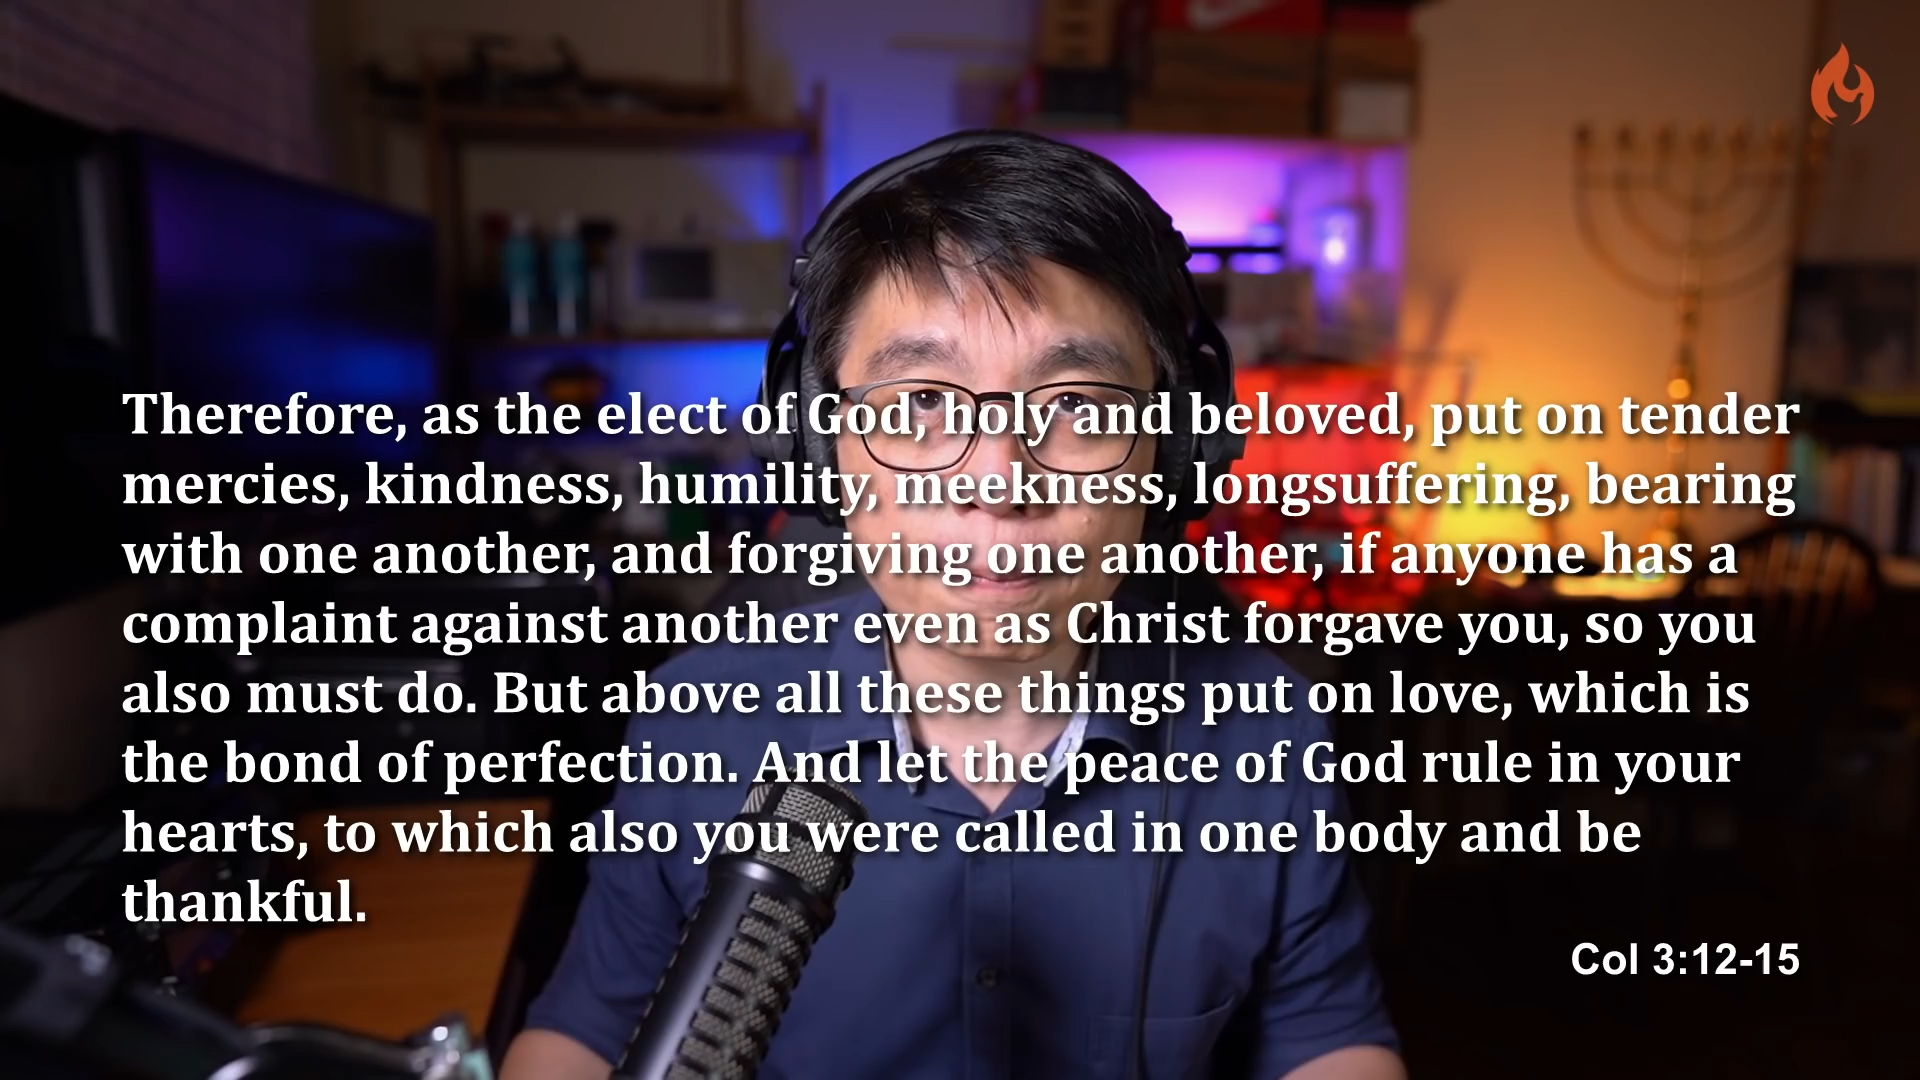 Therefore, as the elect of God, holy and beloved, put on tender
mercies, kindness, humility, meekness, longsuffering, bearing
with one another, and forgiving one another, if anyone has a
complaint against another even as Christ forgave you, so you
also must do. But above all these things put on love, which is
the bond of perfection. And let the peace of God rule in your
hearts, to which also you were called in one body and be
thankful.
Col 3:12-15